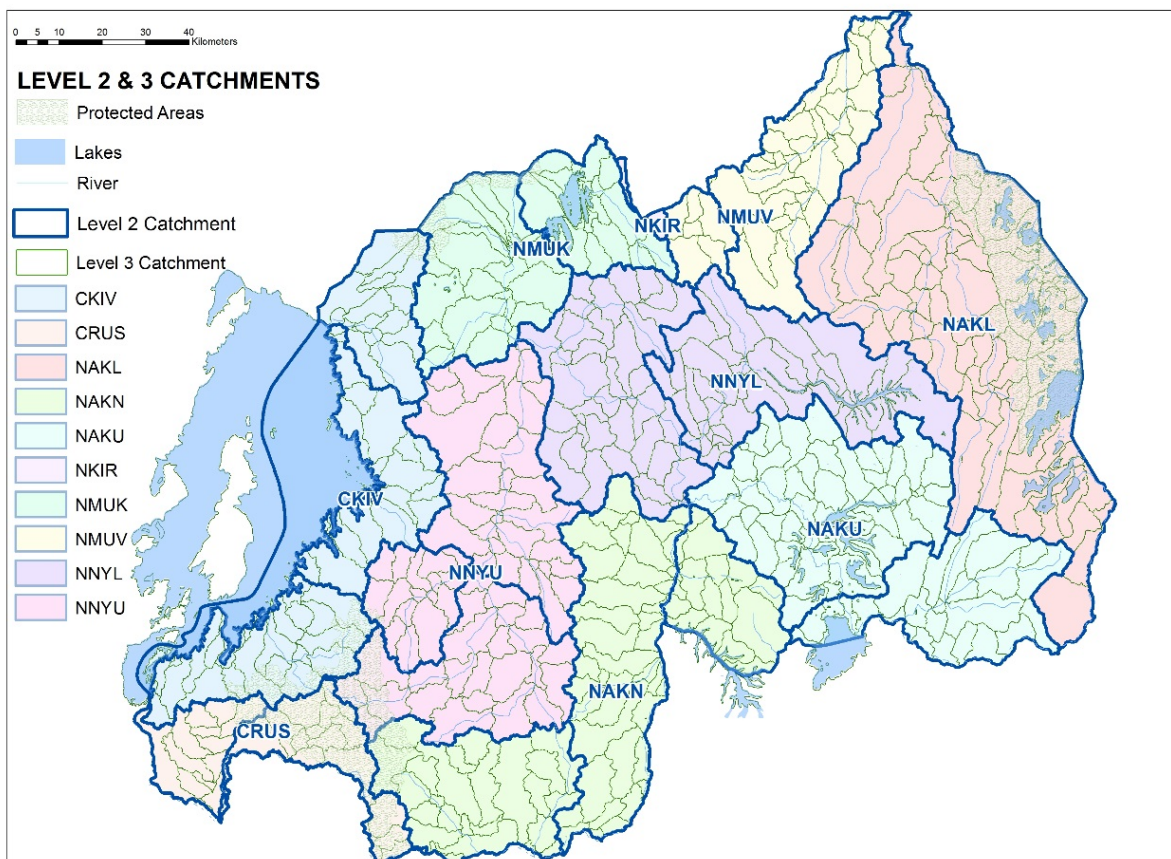 0 5 10 20 30 40
Kilometers
LEVEL 2 & 3 CATCHMENTS
Protected Areas
Lakes
River
Level 2 Catchment
Level 3 Catchment
CKIV
CRUS
NAKL
NAKN
NAKU
NKIR
NMUK
NMUV
NNYL
NNYU
NKIR
NMUV
NMUK
NAKL
NNYL
CKIV
NAKU
NNYU
NAKN
CRUS